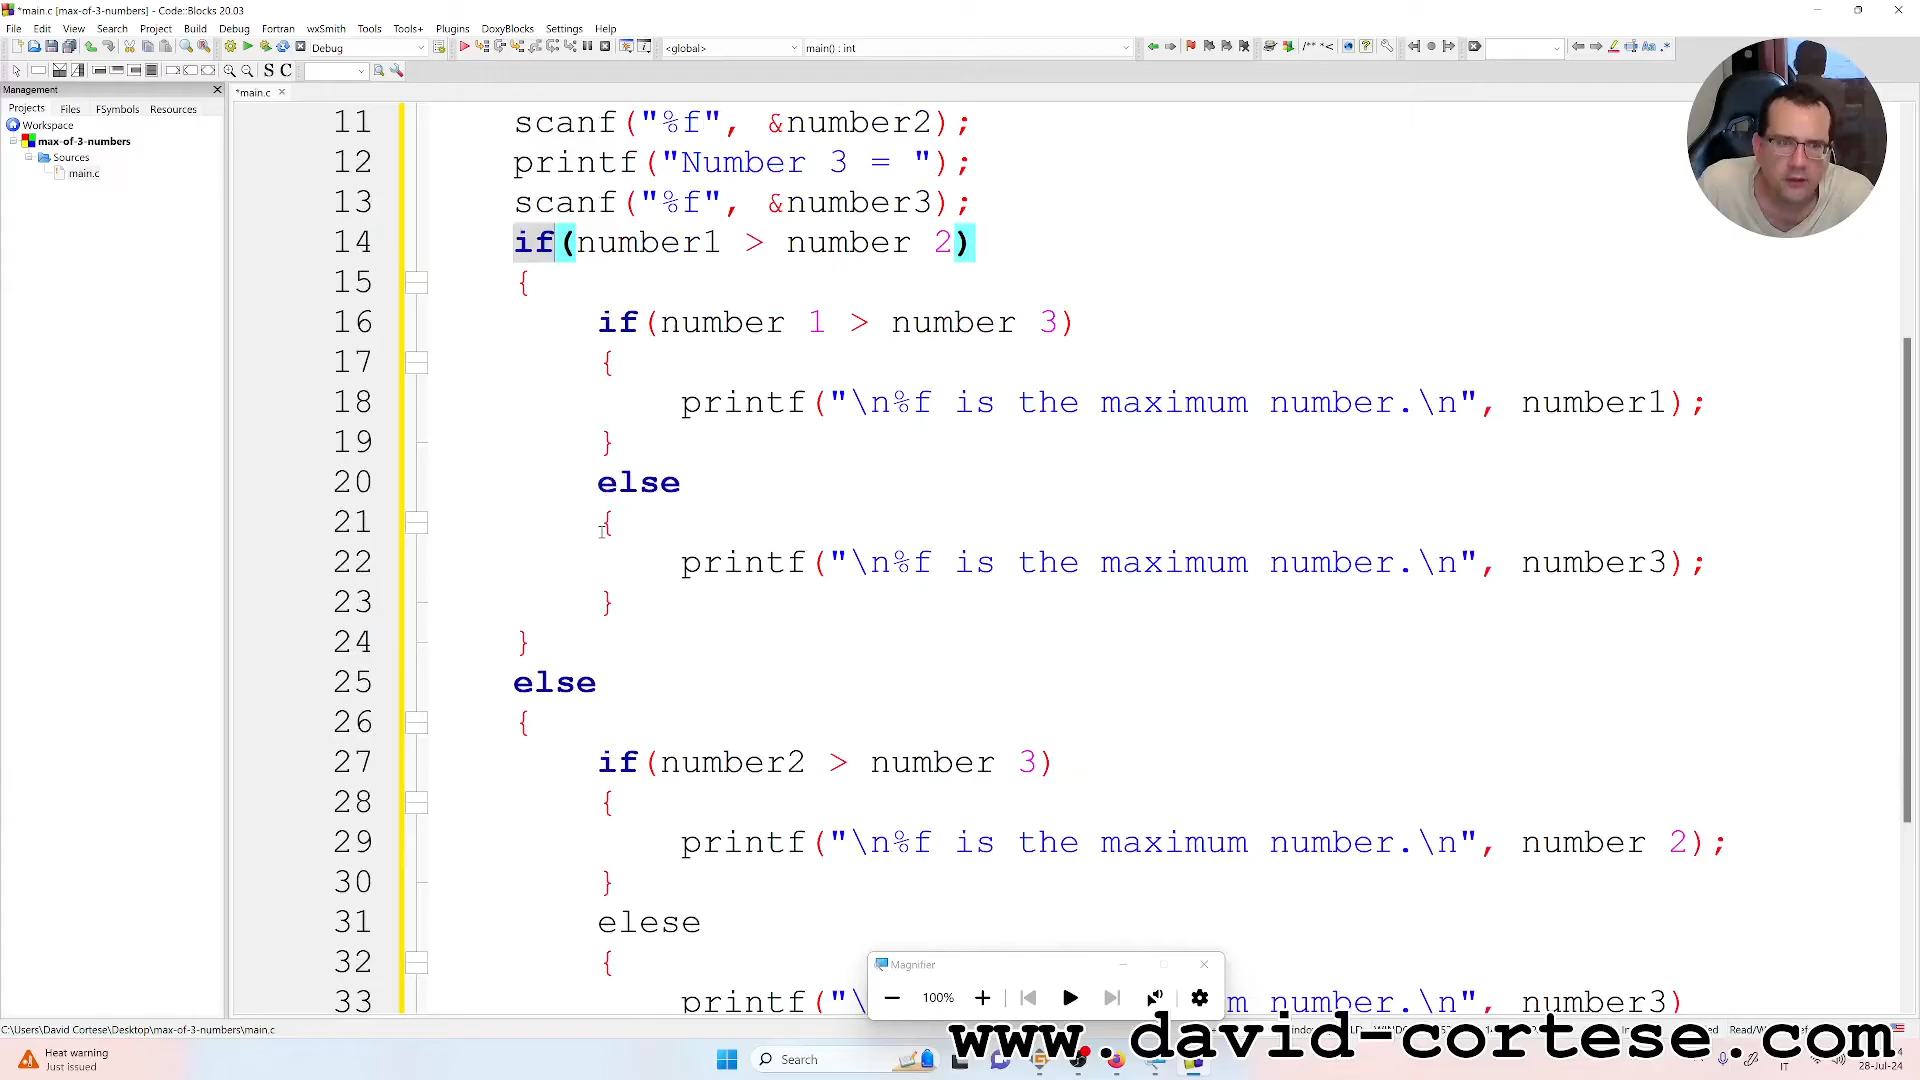 *main.c [max-of-3-numbers] - Code::Blocks 20.03
File Edit View Search Project Build Debug Fortran wxSmith Tools Tools+ Plugins DoxyBlocks Settings Help
Debug <global> main() : int
S C
Management
Projects Files FSymbols Resources
*main.c
Workspace
max-of-3-numbers
Sources
main.c
11 scanf("%f", &number2);
12 printf("Number 3 = ");
13 scanf("%f", &number3);
14 if(number1 > number 2)
15 {
16 if(number 1 > number 3)
17 {
18 printf("\n%f is the maximum number.\n", number1);
19 }
20 else
21 {
22 printf("\n%f is the maximum number.\n", number3);
23 }
24 }
25 else
26 {
27 if(number2 > number 3)
28 {
29 printf("\n%f is the maximum number.\n", number 2);
30 }
31 elese
32 {
33 printf("\ m number.\n", number3)
Magnifier
100%
C:\Users\David Cortese\Desktop\max-of-3-numbers\main.c
www.david-cortese.com
Heat warning
Just issued
Search
IT
28-Jul-24